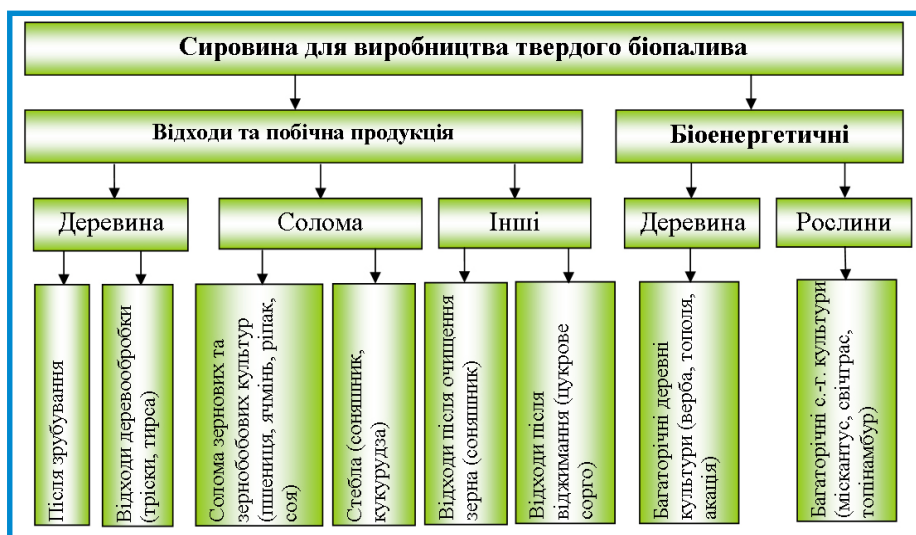 Сировина для виробництва твердого біопалива
Відходи та побічна продукція
Біоенергетичні
Деревина
Солома
Інші
Деревина
Рослини
Після зрубування
Відходи деревообробки
(тріски, тирса)
Солома зернових та
зернобобових культур
(пшениця, ячмінь, ріпак,
соя)
Стебла (соняшник,
кукурудза)
Відходи після очищення
зерна (соняшник)
Відходи після
віджимання (цукрове
сорго)
Багаторічні деревні
культури (верба, тополя,
акація)
Багаторічні с.-г. культури
(міскантус, свічграс,
топінамбур)